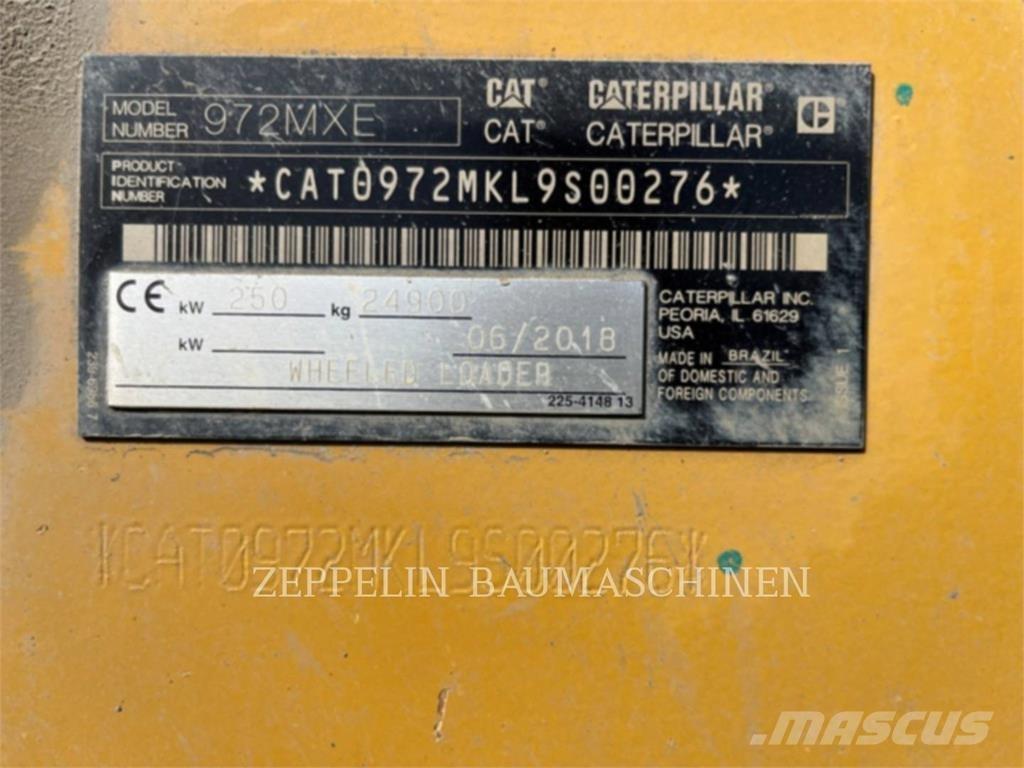 MODEL NUMBER 972MXE
CAT® CATERPILLAR®
CAT® CATERPILLAR®
PRODUCT IDENTIFICATION NUMBER *CAT0972MKL9S00276*
CE kW 250 kg 24900
kW 06/2018
WHEELED LOADER
225-4148 13
CATERPILLAR INC.
PEORIA, IL 61629
USA
MADE IN BRAZIL
OF DOMESTIC AND
FOREIGN COMPONENTS
ISSUE 1
*CAT0972MKL9S00276*
ZEPPELIN BAUMASCHINEN
MASCUS